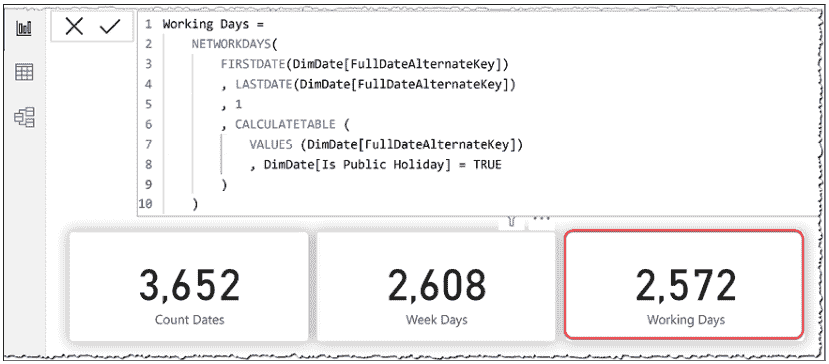 1 Working Days =
2 NETWORKDAYS(
3 FIRSTDATE(DimDate[FullDateAlternateKey])
4 , LASTDATE(DimDate[FullDateAlternateKey])
5 , 1
6 , CALCULATETABLE (
7 VALUES (DimDate[FullDateAlternateKey])
8 , DimDate[Is Public Holiday] = TRUE
9 )
10 )
3,652
Count Dates
2,608
Week Days
2,572
Working Days